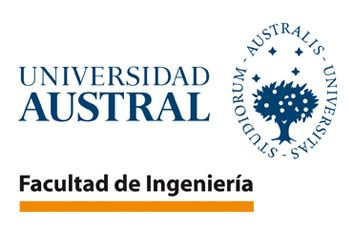 UNIVERSIDAD
AUSTRAL
STUDIORUM - AUSTRALIS - UNIVERSITAS -
Facultad de Ingeniería